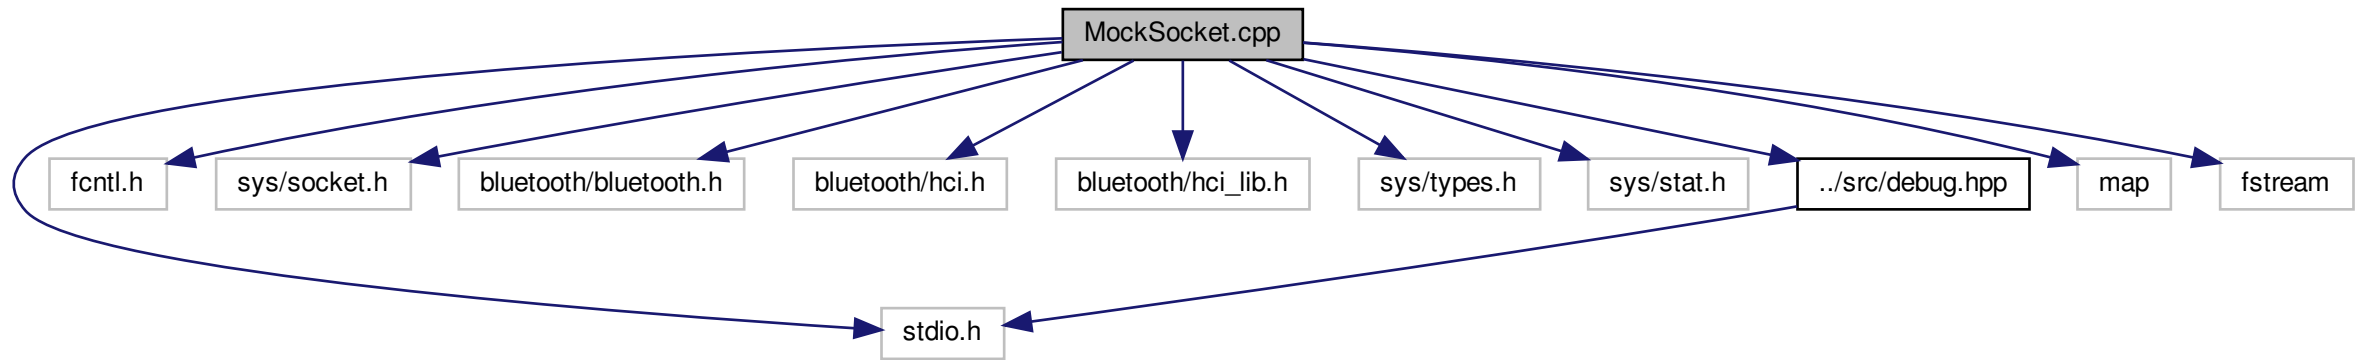 MockSocket.cpp
fcntl.h
sys/socket.h
bluetooth/bluetooth.h
bluetooth/hci.h
bluetooth/hci_lib.h
sys/types.h
sys/stat.h
../src/debug.hpp
map
fstream
stdio.h